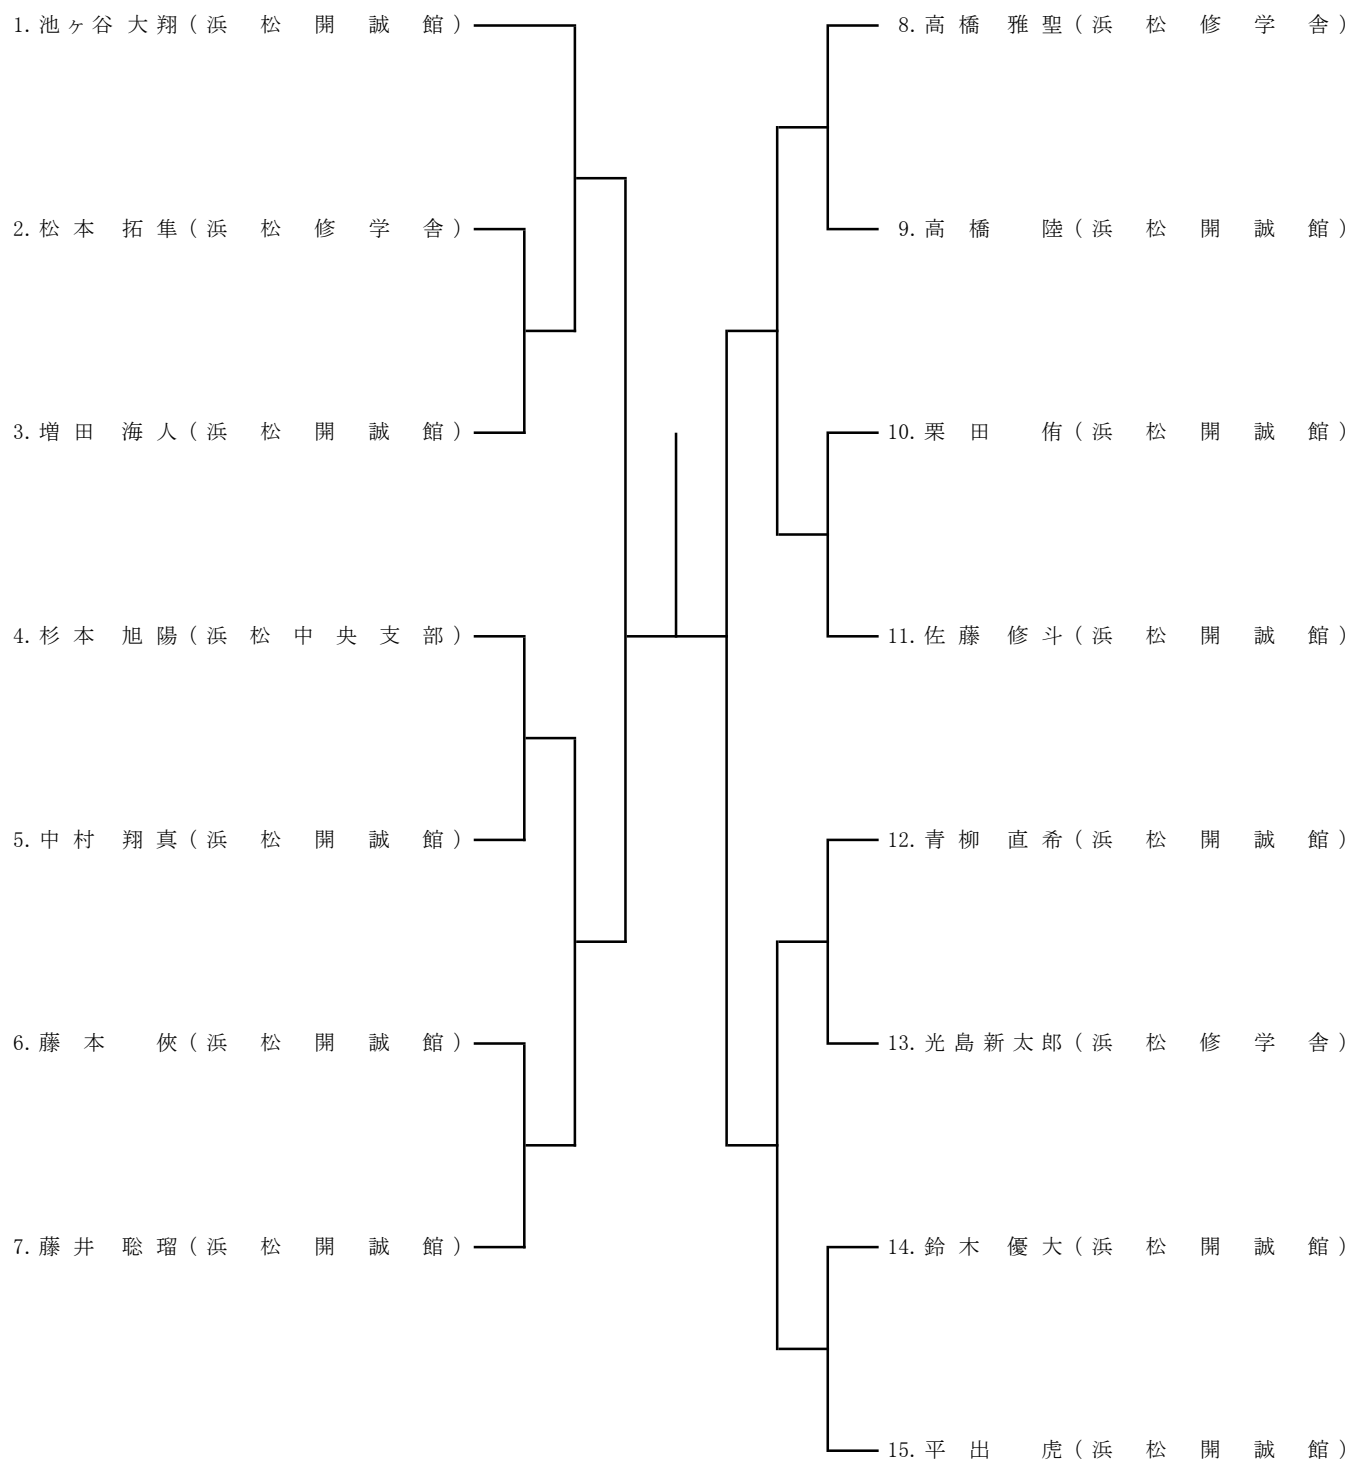 1. 池ヶ谷大翔(浜松開誠館)
2. 松本拓隼(浜松修学舎)
3. 増田海人(浜松開誠館)
4. 杉本旭陽(浜松中央支部)
5. 中村翔真(浜松開誠館)
6. 藤本俠(浜松開誠館)
7. 藤井聡瑠(浜松開誠館)
8. 高橋雅聖(浜松修学舎)
9. 高橋陸(浜松開誠館)
10. 栗田侑(浜松開誠館)
11. 佐藤修斗(浜松開誠館)
12. 青柳直希(浜松開誠館)
13. 光島新太郎(浜松修学舎)
14. 鈴木優大(浜松開誠館)
15. 平出虎(浜松開誠館)